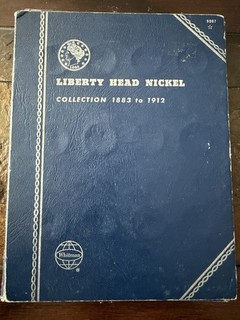 LIBERTY HEAD NICKEL
COLLECTION 1883 to 1912
Whitman
®